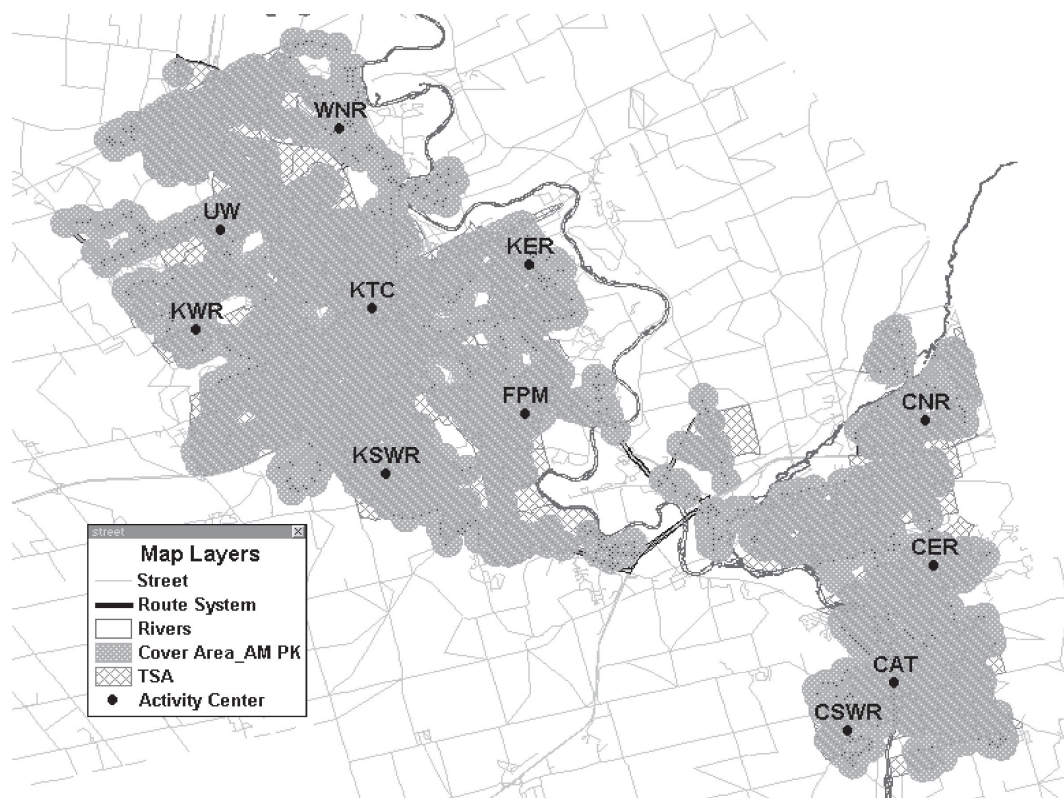 WNR
UW
KER
KTC
KWR
FPM
CNR
KSWR
CER
CAT
CSWR
street
Map Layers
Street
Route System
Rivers
Cover Area_AM PK
TSA
Activity Center